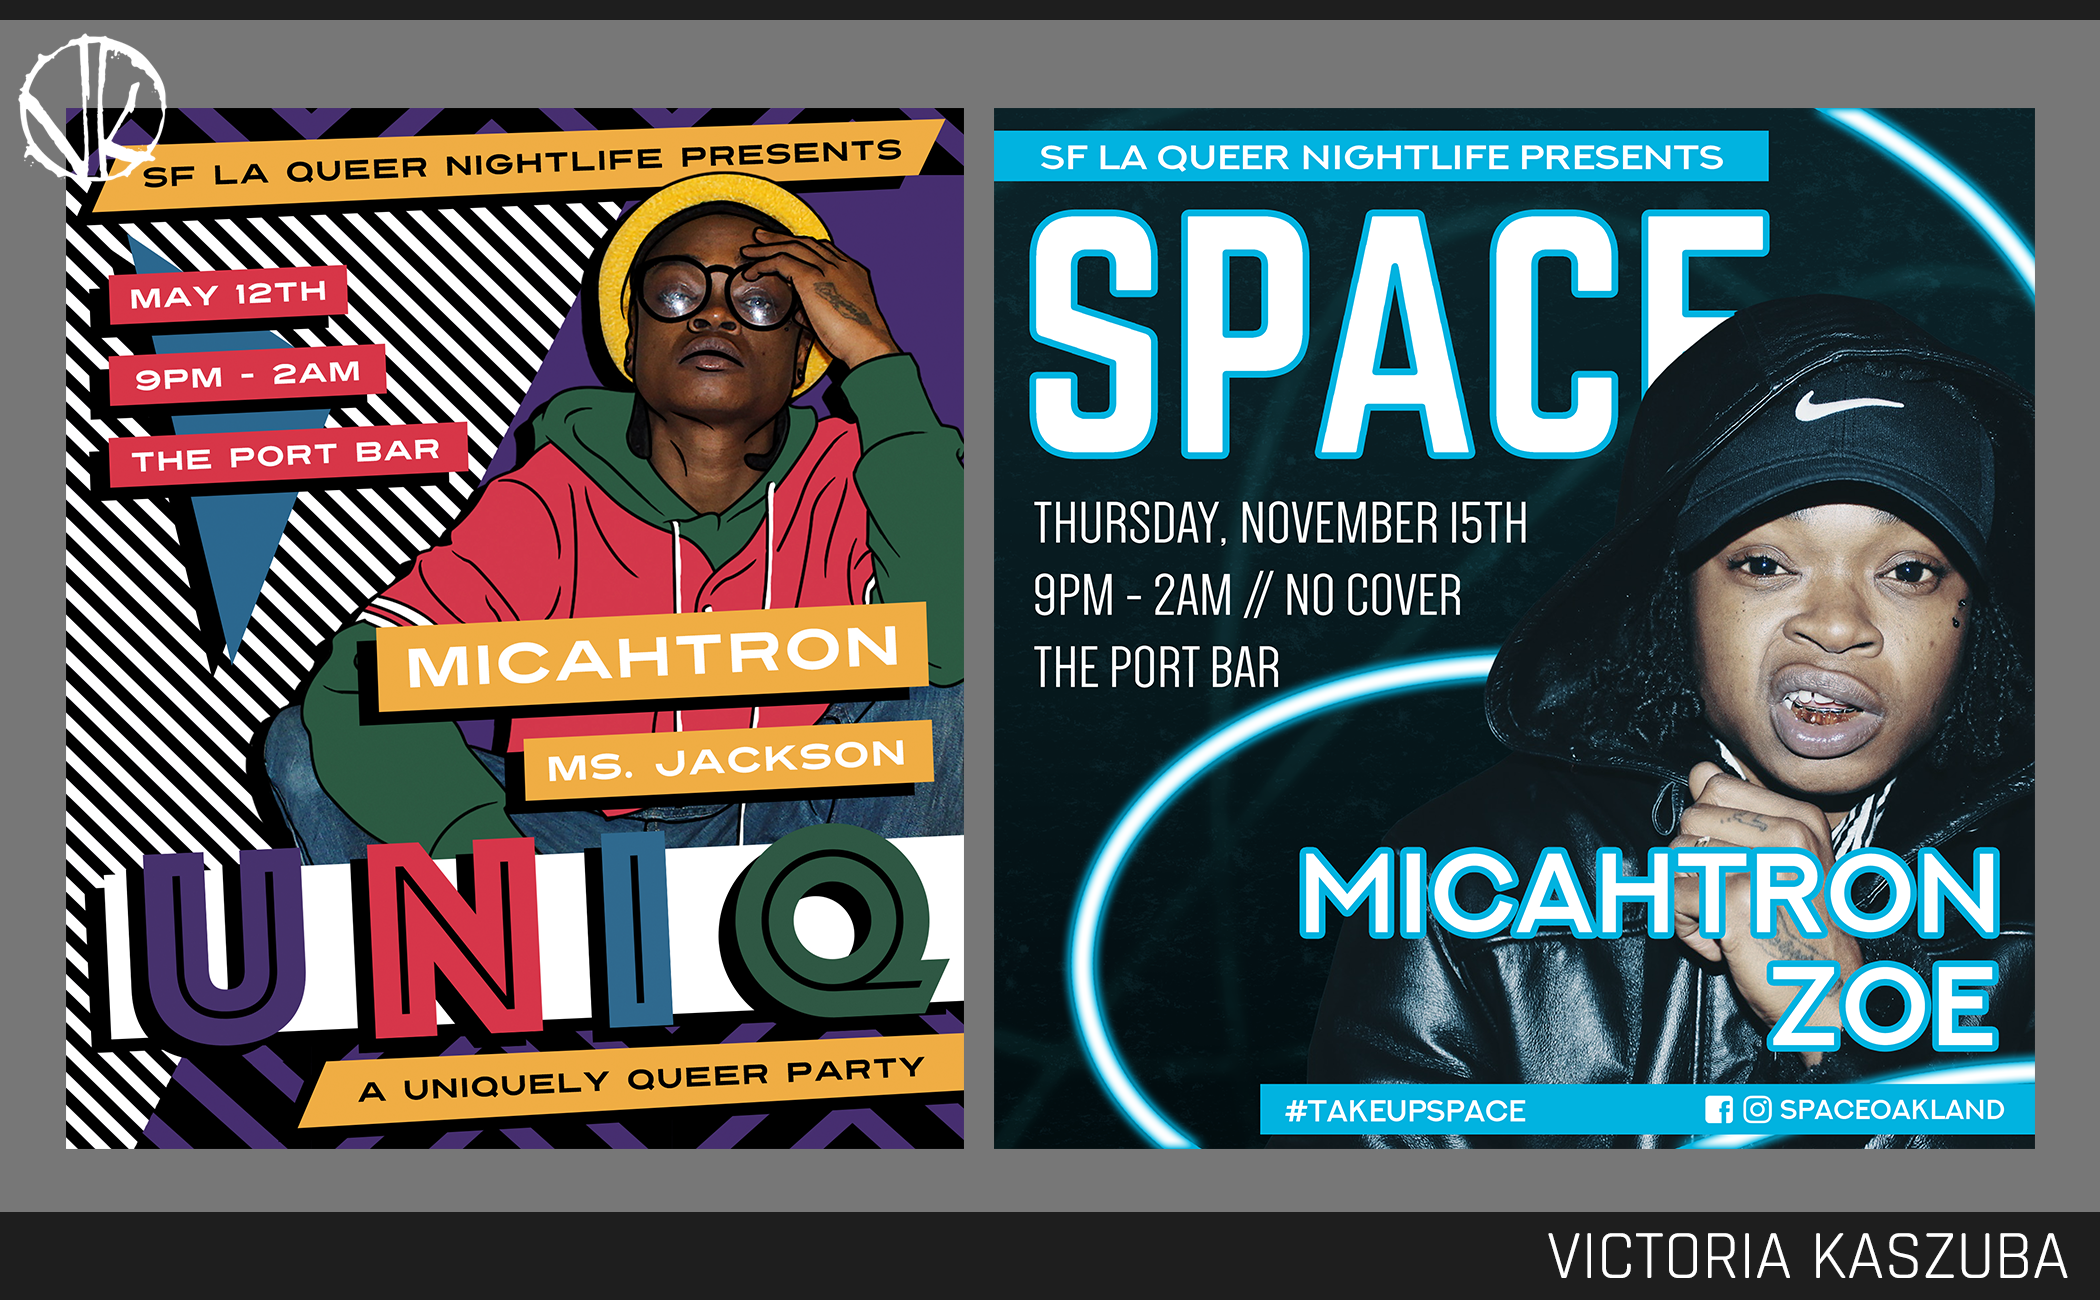 VK
SF LA QUEER NIGHTLIFE PRESENTS
MAY 12TH
9PM - 2AM
THE PORT BAR
MICAHTRON
MS. JACKSON
UNIQ
A UNIQUELY QUEER PARTY
SF LA QUEER NIGHTLIFE PRESENTS
SPACE
THURSDAY, NOVEMBER 15TH
9PM - 2AM // NO COVER
THE PORT BAR
MICAHTRON
ZOE
#TAKEUPSPACE
SPACEOAKLAND
VICTORIA KASZUBA